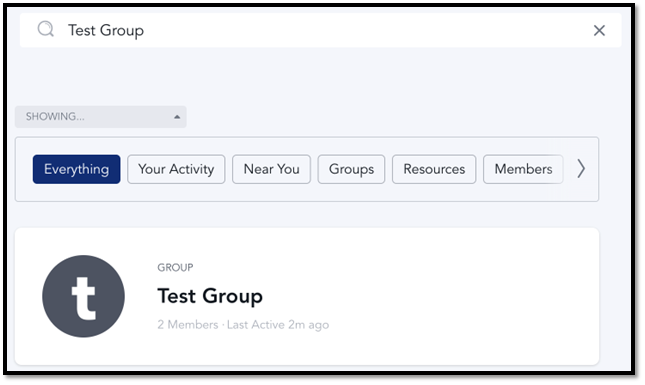 Test Group
SHOWING...
Everything Your Activity Near You Groups Resources Members
t
GROUP
Test Group
2 Members · Last Active 2m ago